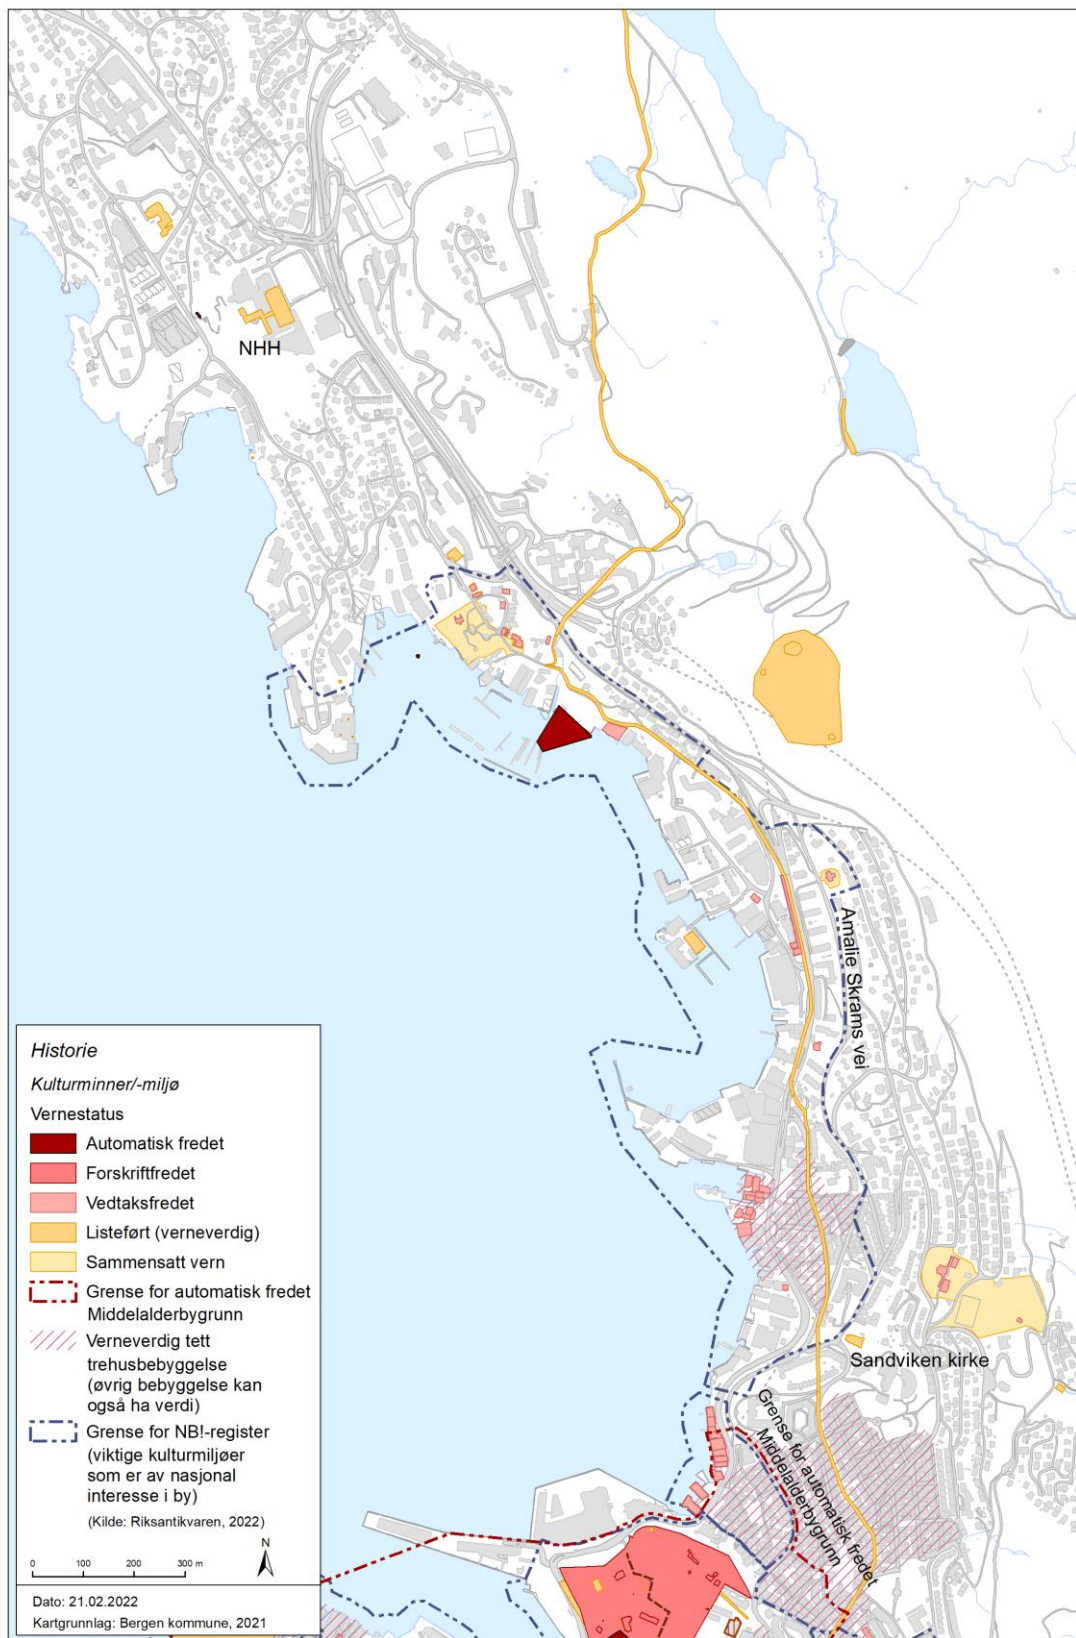 NHH
Amalie Skrams vei
Sandviken kirke
Grense for automatisk fredet
Middelalderbygrunn
Historie
Kulturminner/-miljø
Vernestatus
Automatisk fredet
Forskriftfredet
Vedtaksfredet
Listeført (verneverdig)
Sammensatt vern
Grense for automatisk fredet
Middelalderbygrunn
Verneverdig tett
trehusbebyggelse
(øvrig bebyggelse kan
også ha verdi)
Grense for NB!-register
(viktige kulturmiljøer
som er av nasjonal
interesse i by)
(Kilde: Riksantikvaren, 2022)
N
0 100 200 300 m
Dato: 21.02.2022
Kartgrunnlag: Bergen kommune, 2021